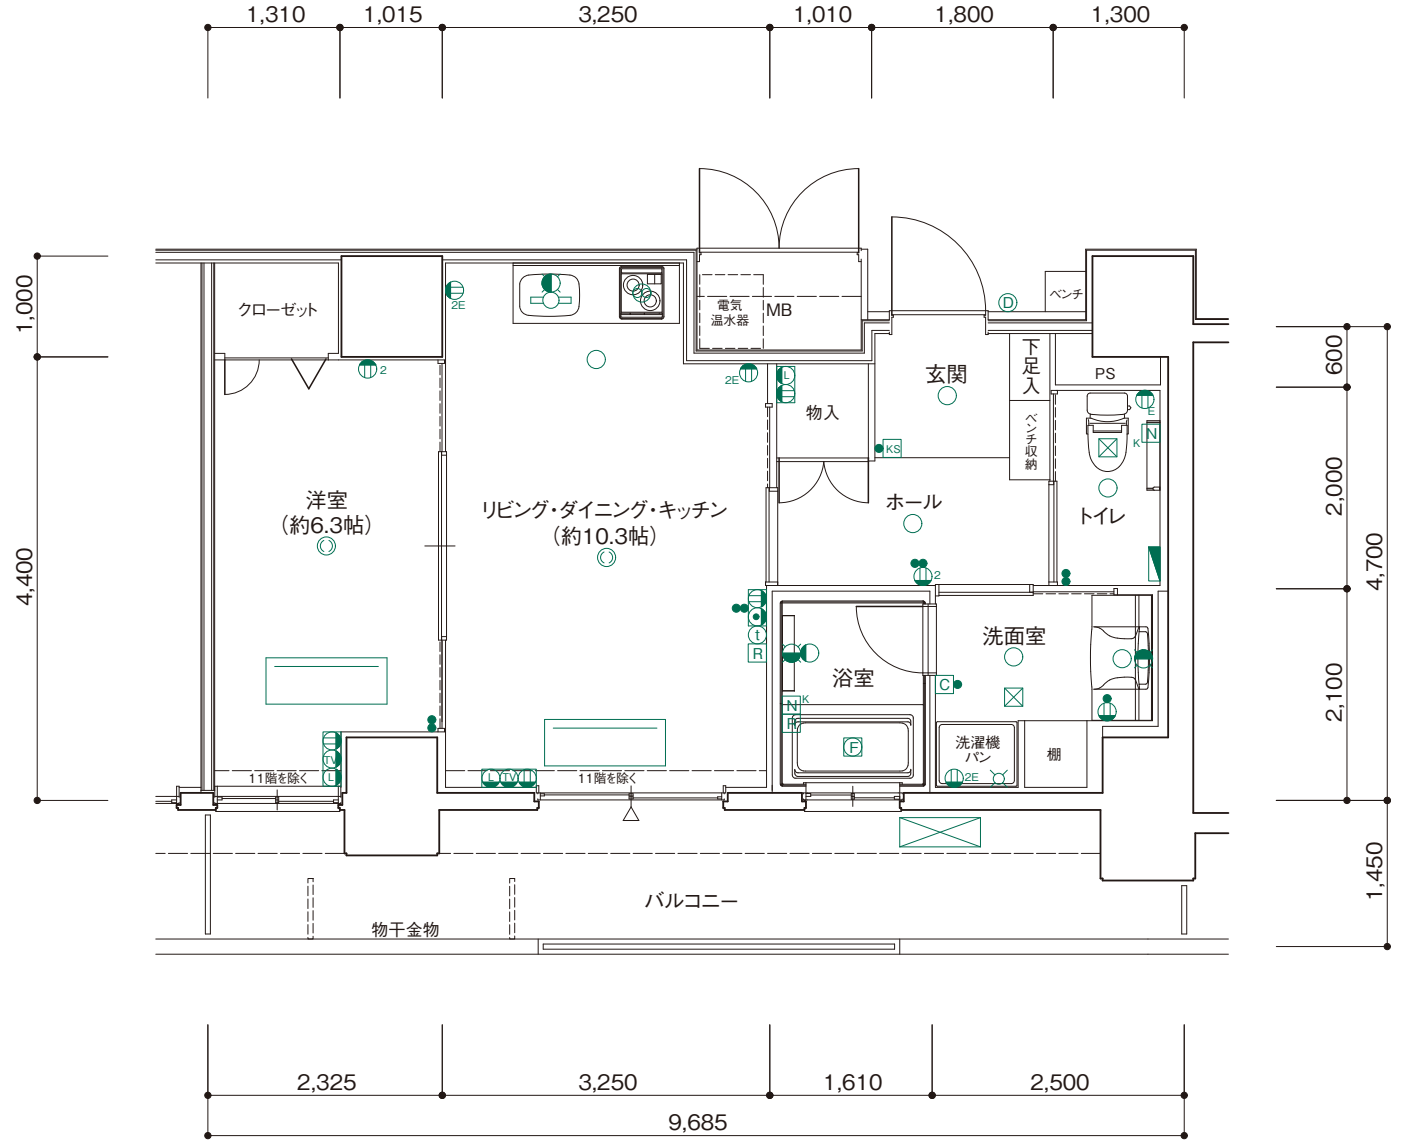 1,310
1,015
3,250
1,010
1,800
1,300
1,000
4,400
600
2,000
2,100
4,700
1,450
クローゼット
2E
電気
温水器
MB
D
ベンチ
2
2E
L
物入
玄関
下足入
ベンチ収納
PS
E
N
K
KS
洋室
(約6.3帖)
リビング・ダイニング・キッチン
(約10.3帖)
ホール
トイレ
2
t
R
浴室
洗面室
C
N
K
R
F
洗濯機
パン
棚
2E
TV
L
11階を除く
L
TV
11階を除く
バルコニー
物干金物
2,325
3,250
1,610
2,500
9,685